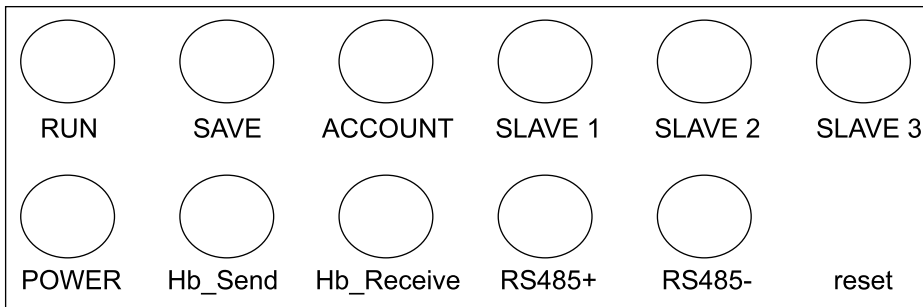 RUN SAVE ACCOUNT SLAVE 1 SLAVE 2 SLAVE 3
POWER Hb_Send Hb_Receive RS485+ RS485- reset